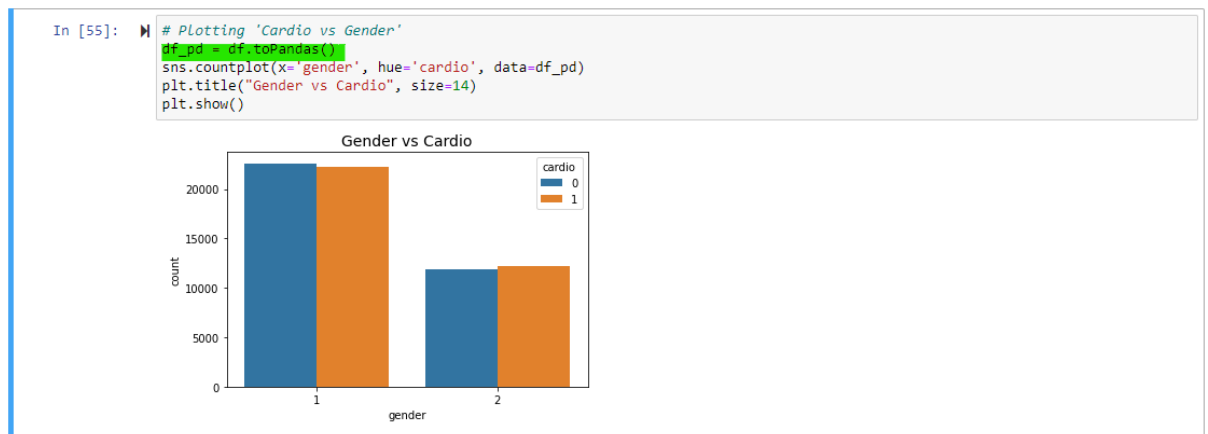 In [55]:
# Plotting 'Cardio vs Gender'
df_pd = df.toPandas()
sns.countplot(x='gender', hue='cardio', data=df_pd)
plt.title("Gender vs Cardio", size=14)
plt.show()
Gender vs Cardio
cardio
0
1
20000
15000
10000
5000
0
count
1
2
gender